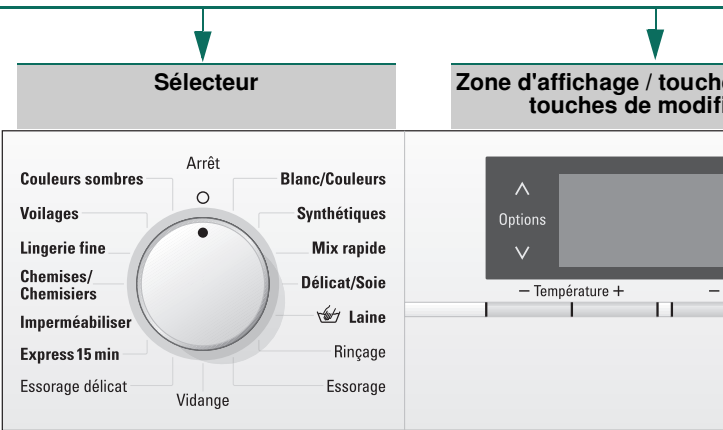 Sélecteur
Zone d'affichage / touche
touches de modifi
Arrêt
Couleurs sombres
Voilages
Lingerie fine
Chemises/
Chemisiers
Imperméabiliser
Express 15 min
Essorage délicat
Vidange
Blanc/Couleurs
Synthétiques
Mix rapide
Délicat/Soie
Laine
Rinçage
Essorage
Options
– Température +
–